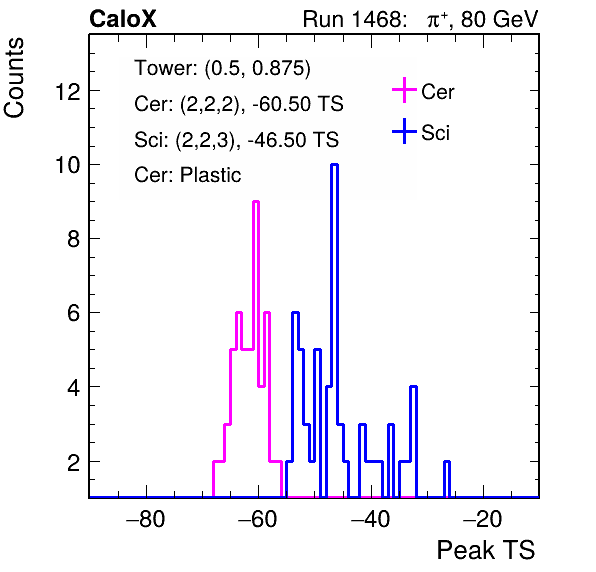 CaloX Run 1468: π⁺, 80 GeV
Counts
Tower: (0.5, 0.875)
Cer: (2,2,2), -60.50 TS
Sci: (2,2,3), -46.50 TS
Cer: Plastic
Cer
Sci
12
10
8
6
4
2
−80 −60 −40 −20
Peak TS